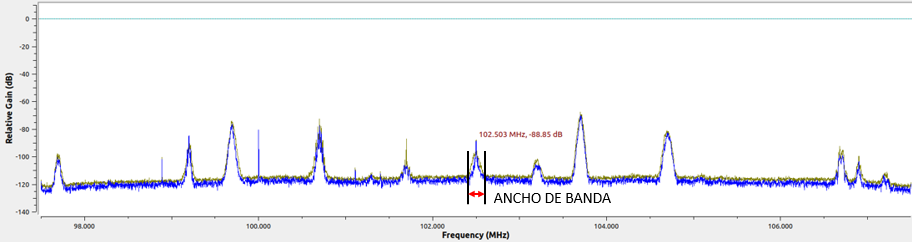 0
-20
-40
-60
-80
-100
-120
-140
Relative Gain (dB)
102.503 MHz, -88.85 dB
ANCHO DE BANDA
98.000 100.000 102.000 104.000 106.000
Frequency (MHz)